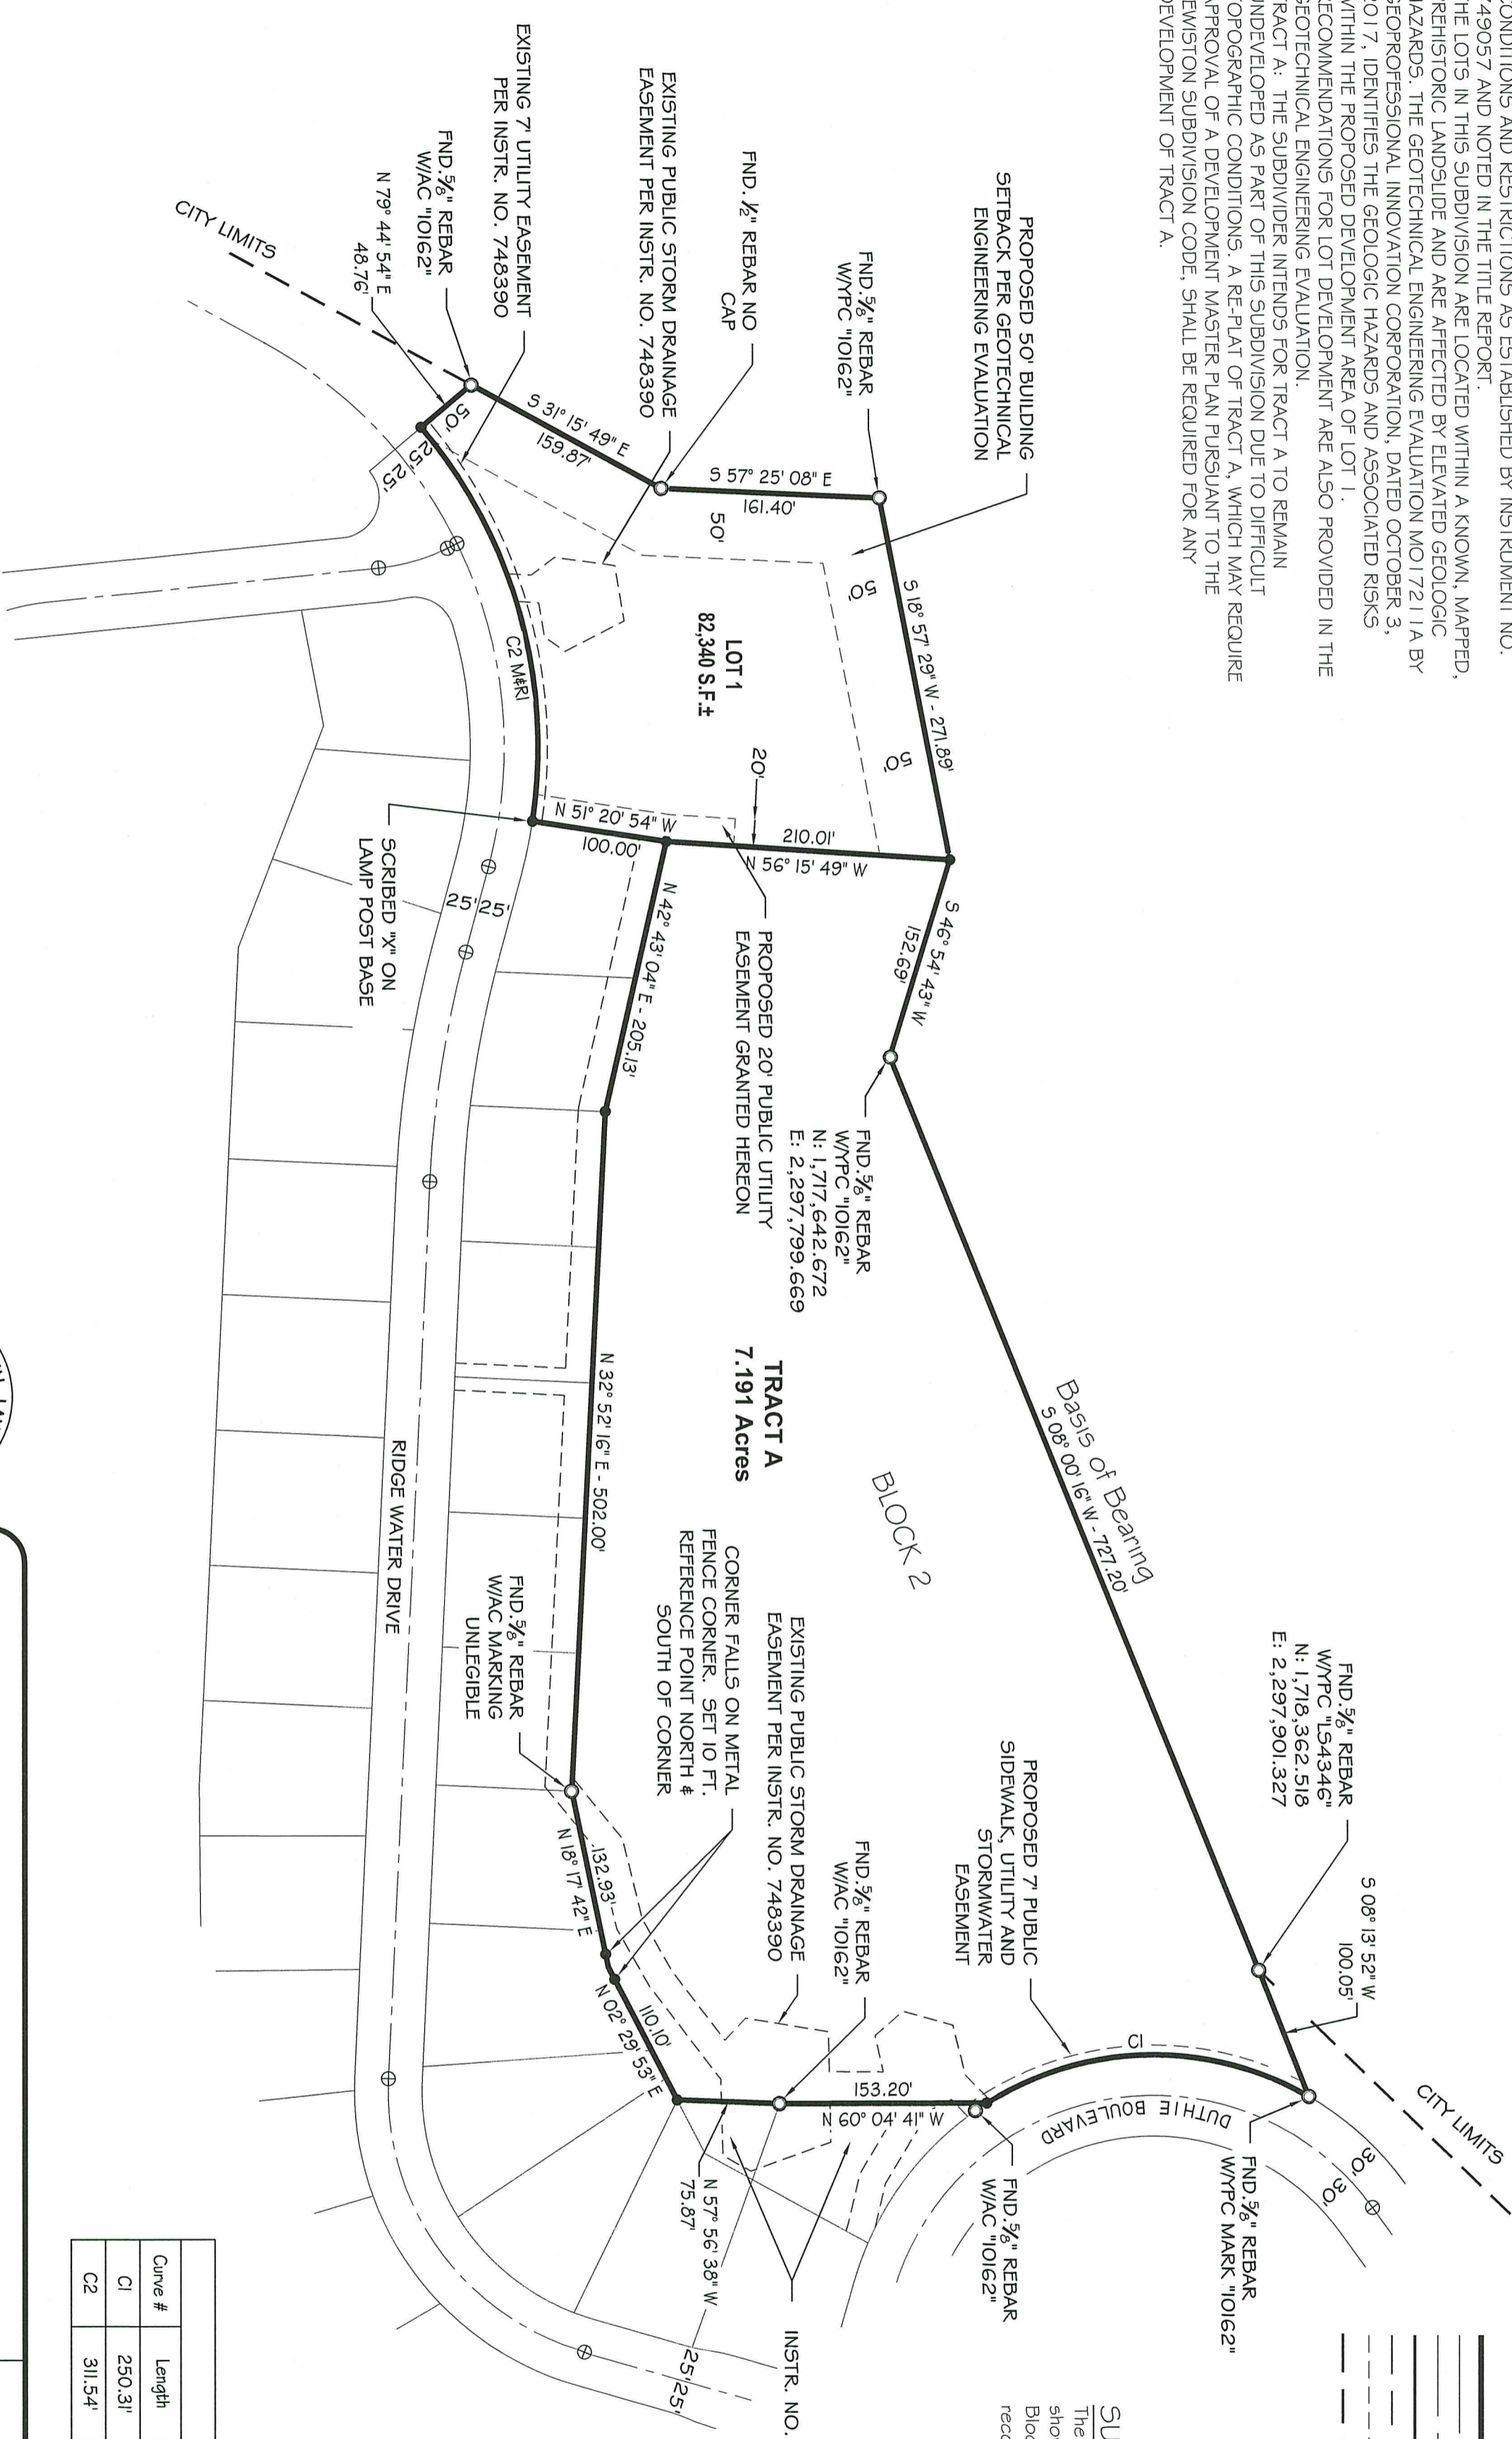 CONDITIONS AND RESTRICTIONS AS ESTABLISHED BY INSTRUMENT NO.
749057 AND NOTED IN THE TITLE REPORT.
THE LOTS IN THIS SUBDIVISION ARE LOCATED WITHIN A KNOWN, MAPPED,
PREHISTORIC LANDSLIDE AND ARE AFFECTED BY ELEVATED GEOLOGIC
HAZARDS. THE GEOTECHNICAL ENGINEERING EVALUATION MO17211A BY
GEOPROFESSIONAL INNOVATION CORPORATION, DATED OCTOBER 3,
2017, IDENTIFIES THE GEOLOGIC HAZARDS AND ASSOCIATED RISKS
WITHIN THE PROPOSED DEVELOPMENT AREA OF LOT 1.
RECOMMENDATIONS FOR LOT DEVELOPMENT ARE ALSO PROVIDED IN THE
GEOTECHNICAL ENGINEERING EVALUATION.
TRACT A: THE SUBDIVIDER INTENDS FOR TRACT A TO REMAIN
UNDEVELOPED AS PART OF THIS SUBDIVISION DUE TO DIFFICULT
TOPOGRAPHIC CONDITIONS. A RE-PLAT OF TRACT A, WHICH MAY REQUIRE
APPROVAL OF A DEVELOPMENT MASTER PLAN PURSUANT TO THE
LEWISTON SUBDIVISION CODE, SHALL BE REQUIRED FOR ANY
DEVELOPMENT OF TRACT A.
PROPOSED 50' BUILDING
SETBACK PER GEOTECHNICAL
ENGINEERING EVALUATION
FND. 5/8" REBAR
W/YPC "10162"
FND. 1/2" REBAR NO
CAP
EXISTING PUBLIC STORM DRAINAGE
EASEMENT PER INSTR. NO. 748390
EXISTING 7' UTILITY EASEMENT
PER INSTR. NO. 748390
FND. 5/8" REBAR
W/AC "10162"
N 79° 44' 54" E
48.76'
CITY LIMITS
50'
25' 25'
S 31° 15' 49" E
159.87'
S 57° 25' 08" E
161.40'
50'
50'
50'
S 18° 57' 29" W - 271.89'
LOT 1
82,340 S.F.±
C2 M&R1
20'
N 51° 20' 54" W
100.00'
210.01'
N 56° 15' 49" W
SCRIBED "X" ON
LAMP POST BASE
25' 25'
S 46° 54' 43" W
152.69'
N 42° 43' 04" E - 205.13'
PROPOSED 20' PUBLIC UTILITY
EASEMENT GRANTED HEREON
FND. 5/8" REBAR
W/YPC "10162"
N: 1,717,642.672
E: 2,297,799.669
Basis of Bearing
S 08° 00' 16" W - 727.20'
BLOCK 2
TRACT A
7.191 Acres
N 32° 52' 16" E - 502.00'
RIDGE WATER DRIVE
FND. 5/8" REBAR
W/YPC "LS4346"
N: 1,718,362.518
E: 2,297,901.327
S 08° 13' 52" W
100.05'
CITY LIMITS
PROPOSED 7' PUBLIC
SIDEWALK, UTILITY AND
STORMWATER
EASEMENT
FND. 5/8" REBAR
W/AC "10162"
EXISTING PUBLIC STORM DRAINAGE
EASEMENT PER INSTR. NO. 748390
CORNER FALLS ON METAL
FENCE CORNER. SET 10 FT.
REFERENCE POINT NORTH &
SOUTH OF CORNER
FND. 5/8" REBAR
W/AC MARKING
UNLEGIBLE
132.93'
N 18° 17' 42" E
110.10'
N 02° 29' 53" E
C1
DUTHIE BOULEVARD
30'
30'
153.20'
N 60° 04' 41" W
FND. 5/8" REBAR
W/YPC MARK "10162"
FND. 5/8" REBAR
W/AC "10162"
N 57° 56' 38" W
75.87'
INSTR. NO.
25' 25'
SU
The
show
Bloc
reco
Curve # Length
C1 250.31'
C2 311.54'